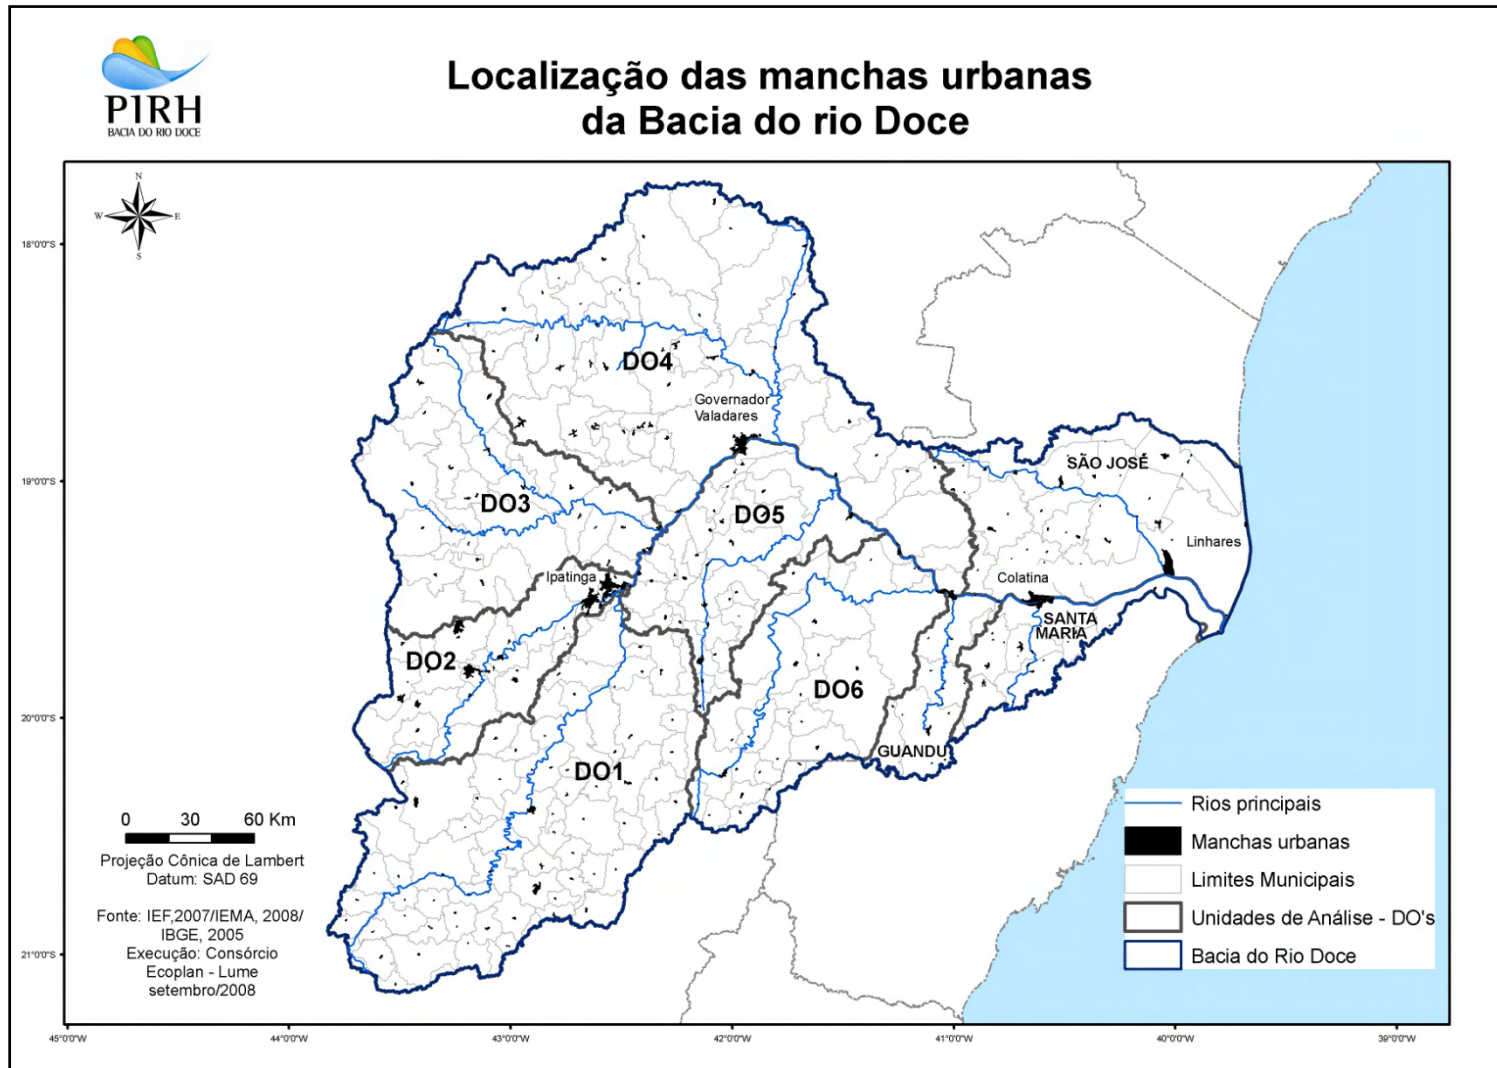 PIRH
BACIA DO RIO DOCE
Localização das manchas urbanas
da Bacia do rio Doce
N
W
E
S
18°0'0"S
19°0'0"S
20°0'0"S
21°0'0"S
DO4
Governador
Valadares
SÃO JOSÉ
DO3
DO5
Linhares
Ipatinga
Colatina
SANTA
MARIA
DO2
DO6
GUANDU
DO1
0 30 60 Km
Projeção Cônica de Lambert
Datum: SAD 69
Fonte: IEF,2007/IEMA, 2008/
IBGE, 2005
Execução: Consórcio
Ecoplan - Lume
setembro/2008
Rios principais
Manchas urbanas
Limites Municipais
Unidades de Análise - DO's
Bacia do Rio Doce
45°0'0"W
44°0'0"W
43°0'0"W
42°0'0"W
41°0'0"W
40°0'0"W
39°0'0"W